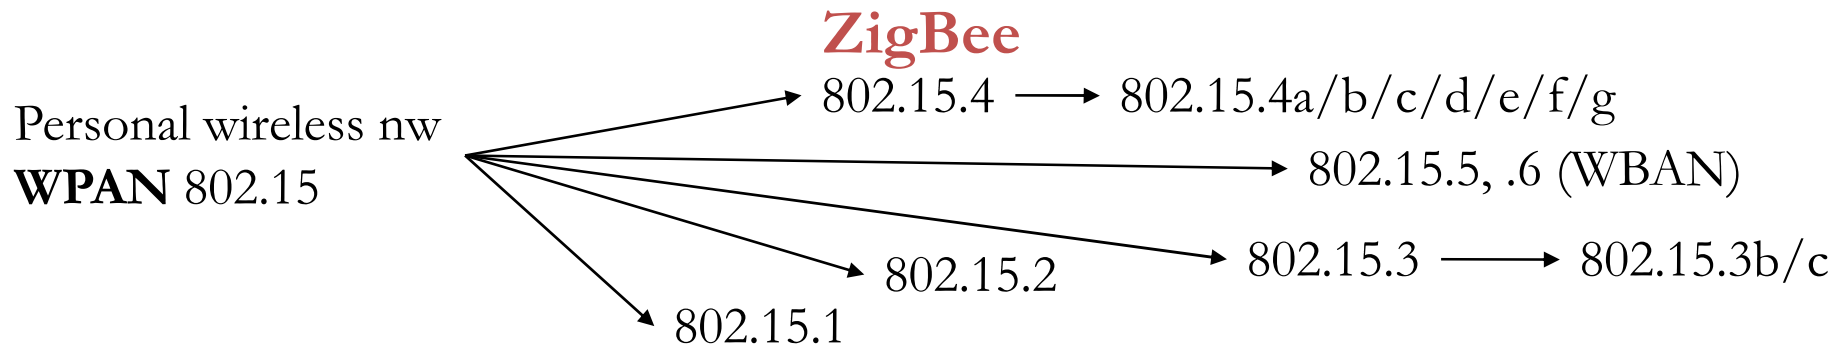 ZigBee
802.15.4
802.15.4a/b/c/d/e/f/g
Personal wireless nw
WPAN 802.15
802.15.5, .6 (WBAN)
802.15.3
802.15.3b/c
802.15.2
802.15.1